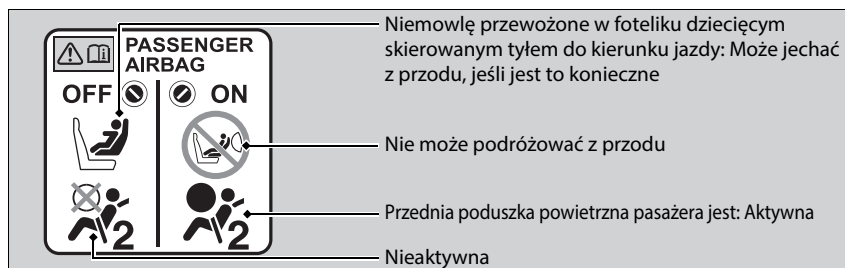 PASSENGER
AIRBAG
OFF
ON
2
2
Niemowlę przewożone w foteliku dziecięcym
skierowanym tyłem do kierunku jazdy: Może jechać
z przodu, jeśli jest to konieczne
Nie może podróżować z przodu
Przednia poduszka powietrzna pasażera jest: Aktywna
Nieaktywna